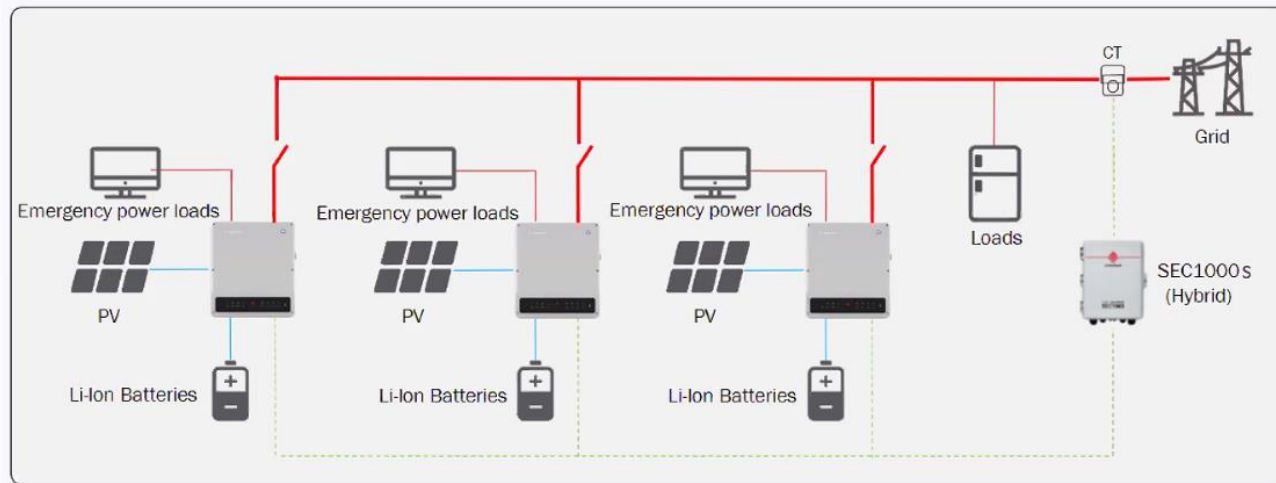 CT
Grid
Emergency power loads
Emergency power loads
Emergency power loads
Loads
SEC1000s
(Hybrid)
PV
PV
PV
Li-Ion Batteries
Li-Ion Batteries
Li-Ion Batteries